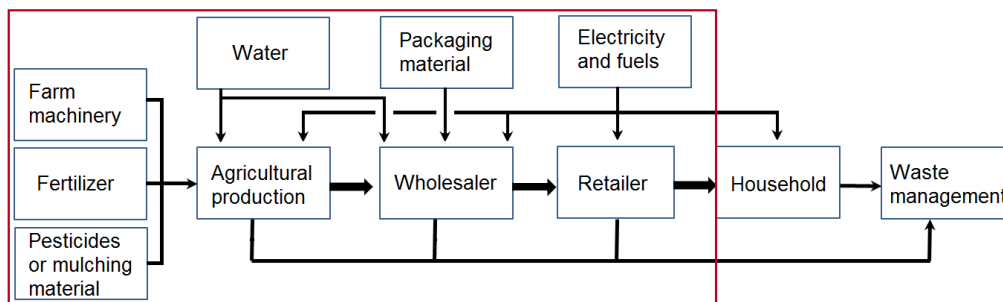 Water
Packaging
material
Electricity
and fuels
Farm
machinery
Fertilizer
Pesticides
or mulching
material
Agricultural
production
Wholesaler
Retailer
Household
Waste
management